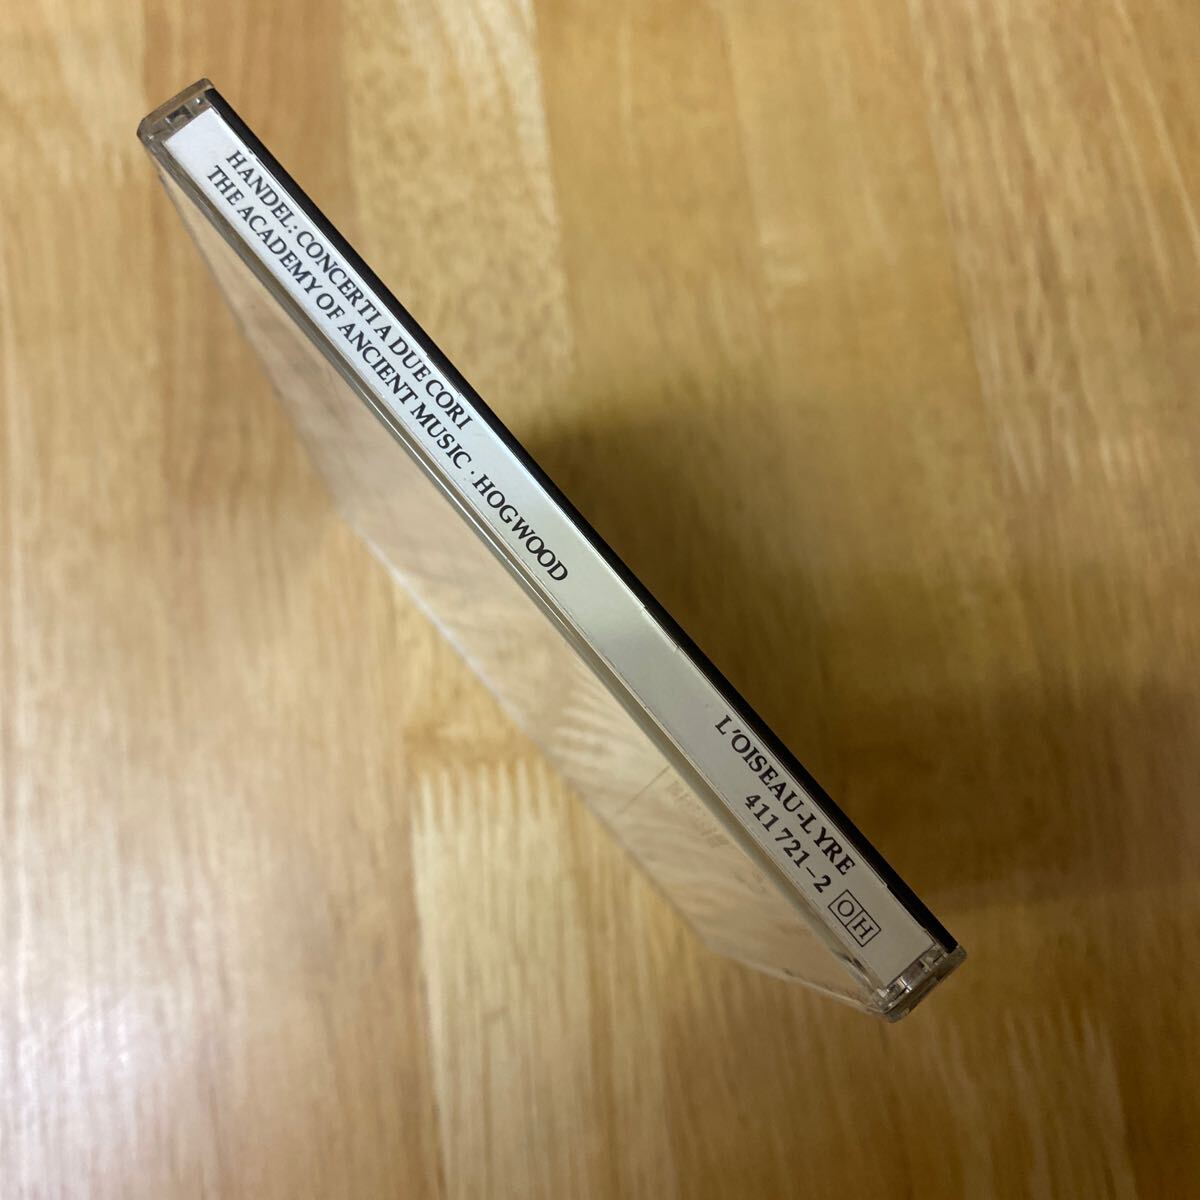 HANDEL: CONCERTI A DUE CORI
THE ACADEMY OF ANCIENT MUSIC · HOGWOOD
L'OISEAU-LYRE
411 721-2 OH